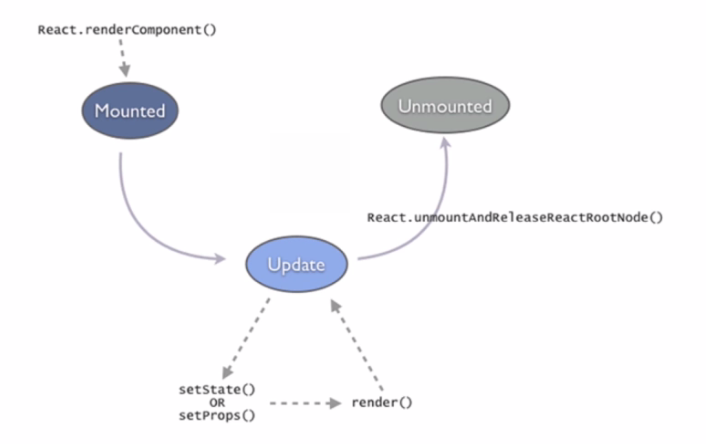 React.renderComponent()
Mounted
Unmounted
React.unmountAndReleaseReactRootNode()
Update
setState()
OR
setProps()
render()